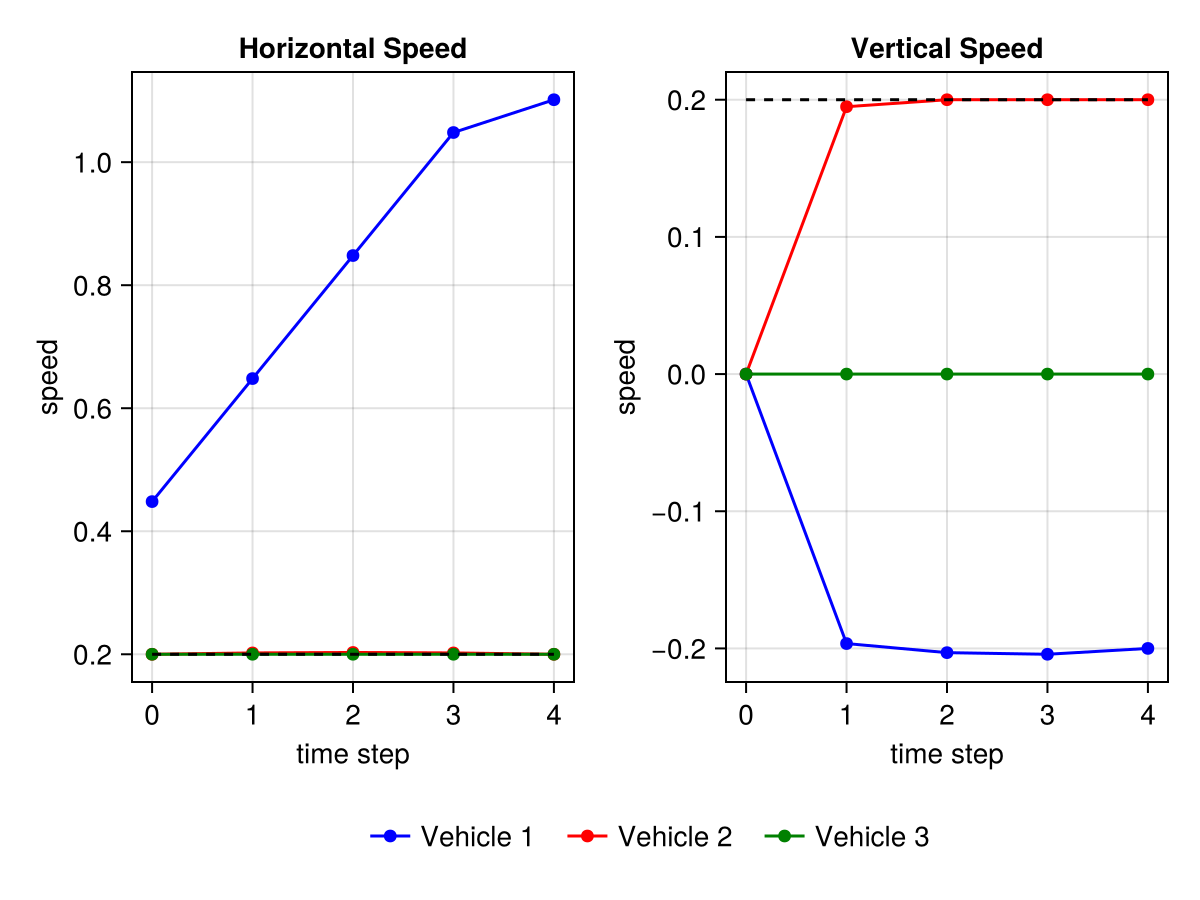 Horizontal Speed
speed
1.0
0.8
0.6
0.4
0.2
0 1 2 3 4
time step
Vertical Speed
speed
0.2
0.1
0.0
−0.1
−0.2
0 1 2 3 4
time step
Vehicle 1 Vehicle 2 Vehicle 3